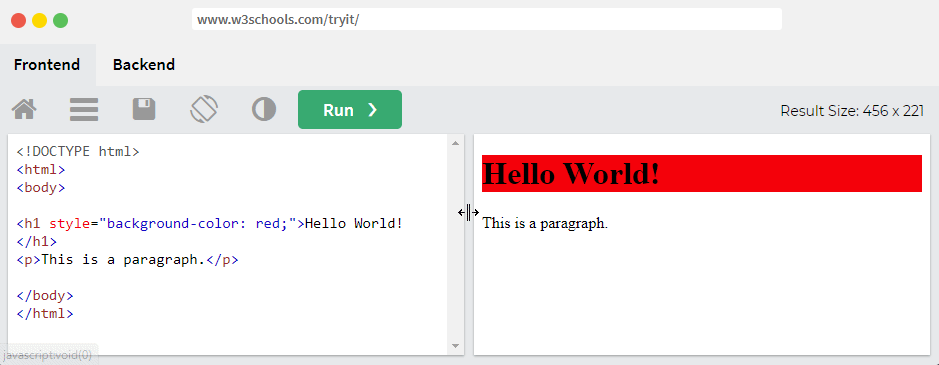 www.w3schools.com/tryit/
Frontend Backend
Run ❯ Result Size: 456 x 221
<!DOCTYPE html>
<html>
<body>
<h1 style="background-color: red;">Hello World!
</h1>
<p>This is a paragraph.</p>
</body>
</html>
Hello World!
This is a paragraph.
javascript:void(0)